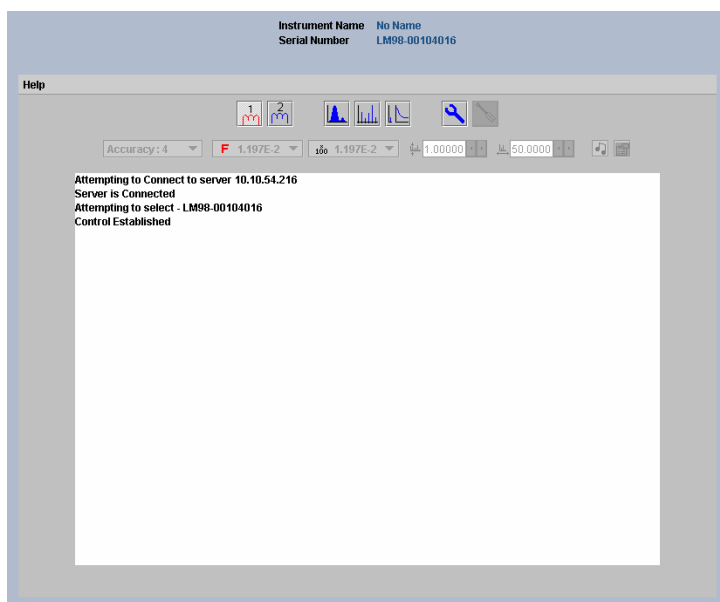 Instrument Name No Name
Serial Number LM98-00104016
Help
1 2
Accuracy: 4 F 1.197E-2 x̄ 100 1.197E-2 1.00000 50.0000
Attempting to Connect to server 10.10.54.216
Server is Connected
Attempting to select - LM98-00104016
Control Established